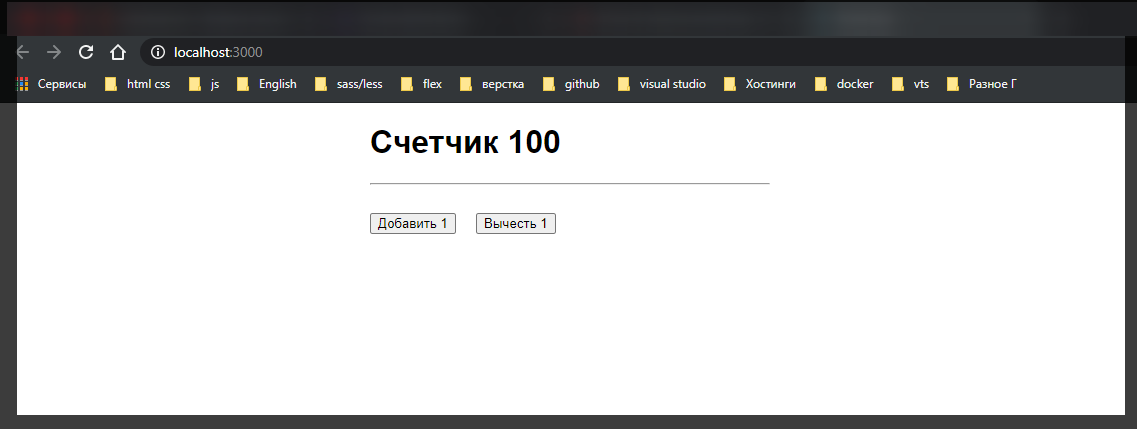 localhost:3000
Сервисы html css js English sass/less flex верстка github visual studio Хостинги docker vts Разное Г
Счетчик 100
Добавить 1 Вычесть 1